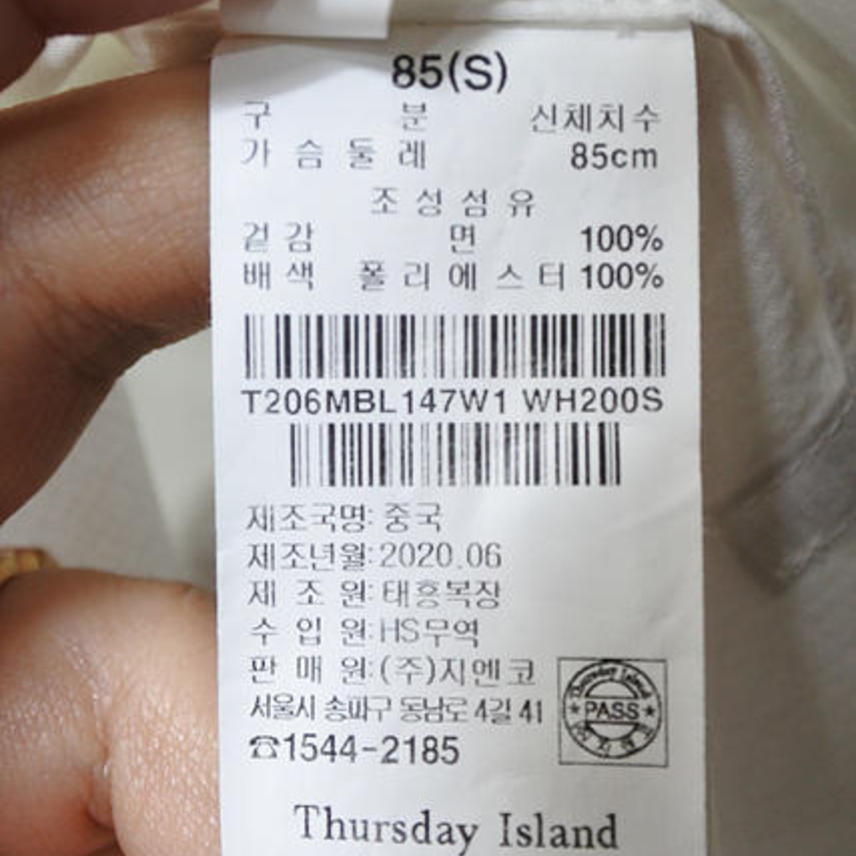 85(S)
구 분 신체치수
가슴둘레 85cm
조성섬유
겉감 면 100%
배색 폴리에스터 100%
T206MBL147W1 WH200S
제조국명: 중국
제조년월: 2020.06
제 조 원: 태흥복장
수 입 원: HS무역
판 매 원: (주)지엔코
서울시 송파구 동남로 4길 41
☎1544-2185
Thursday Island
PASS
Thursday Island